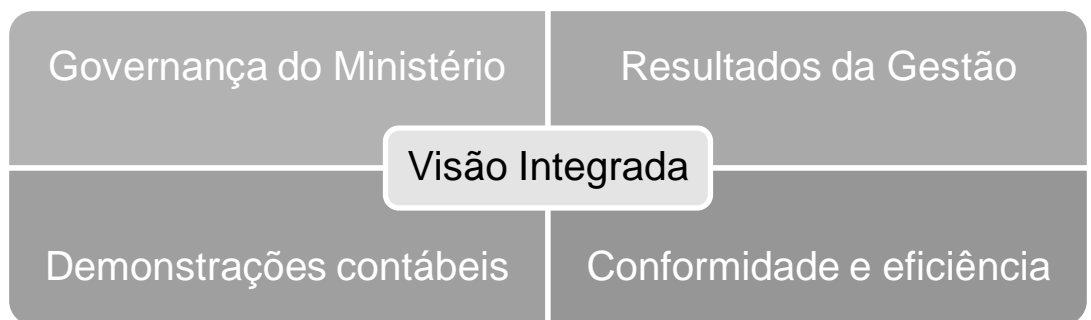 Governança do Ministério
Resultados da Gestão
Visão Integrada
Demonstrações contábeis
Conformidade e eficiência